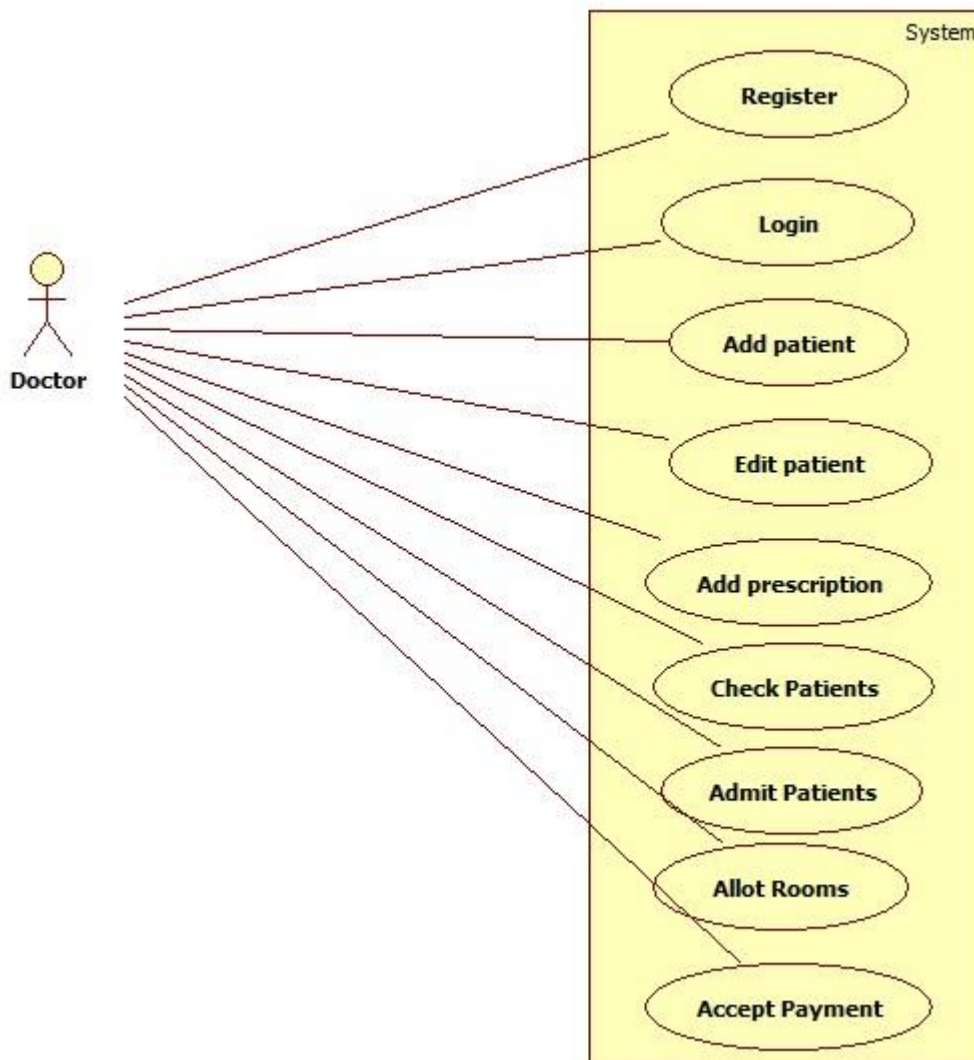 System
Register
Login
Doctor
Add patient
Edit patient
Add prescription
Check Patients
Admit Patients
Allot Rooms
Accept Payment